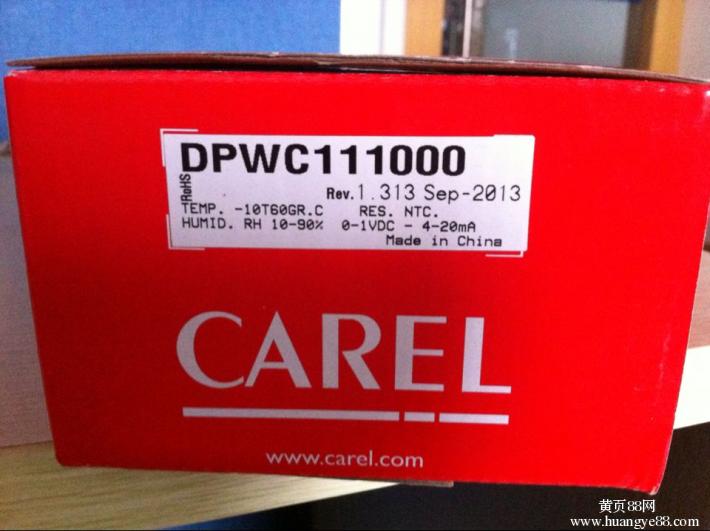 DPWC111000
RoHS
Rev. 1.313 Sep-2013
TEMP. -10T60GR.C RES. NTC.
HUMID. RH 10-90% 0-1VDC - 4-20mA
Made in China
CAREL
www.carel.com
黄页88网
www.huangye88.com